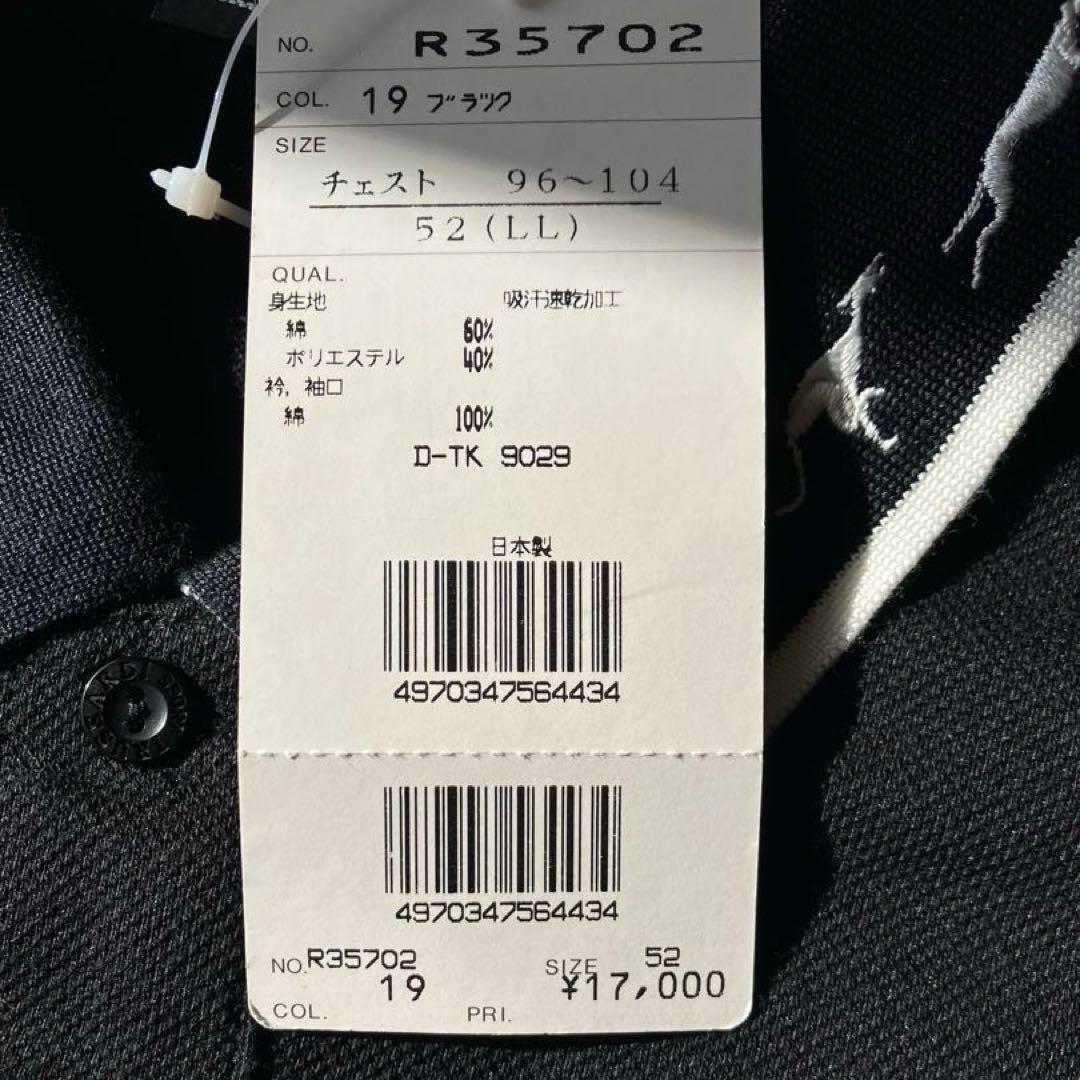 NO. R35702
COL. 19 ブラツク
SIZE
チェスト 96~104
52(LL)
QUAL.
身生地 吸汗速乾加工
綿 60%
ポリエステル 40%
衿, 袖口
綿 100%
D-TK 9029
日本製
4970347564434
4970347564434
NO. R35702 SIZE 52
COL. 19 PRI. ¥17,000